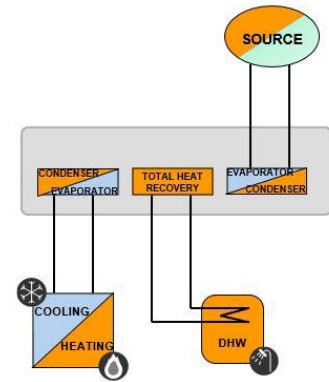 SOURCE
CONDENSER
EVAPORATOR
TOTAL HEAT
RECOVERY
EVAPORATOR
CONDENSER
COOLING
HEATING
DHW